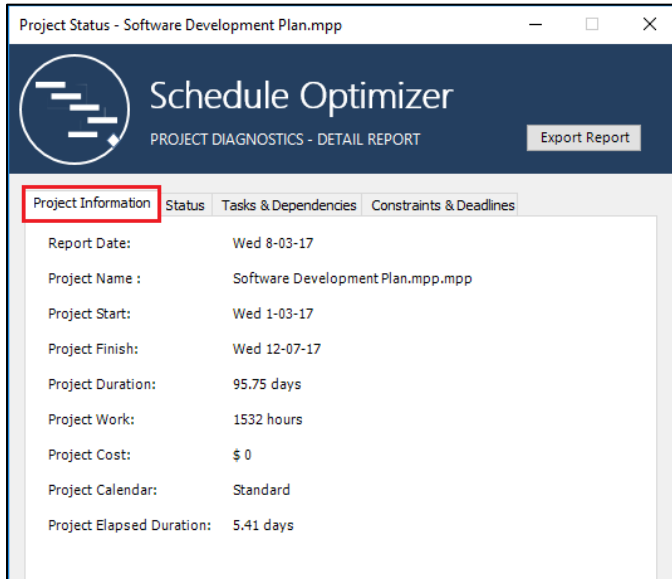 Project Status - Software Development Plan.mpp
Schedule Optimizer
PROJECT DIAGNOSTICS - DETAIL REPORT
Export Report
Project Information Status Tasks & Dependencies Constraints & Deadlines
Report Date: Wed 8-03-17
Project Name : Software Development Plan.mpp.mpp
Project Start: Wed 1-03-17
Project Finish: Wed 12-07-17
Project Duration: 95.75 days
Project Work: 1532 hours
Project Cost: $ 0
Project Calendar: Standard
Project Elapsed Duration: 5.41 days